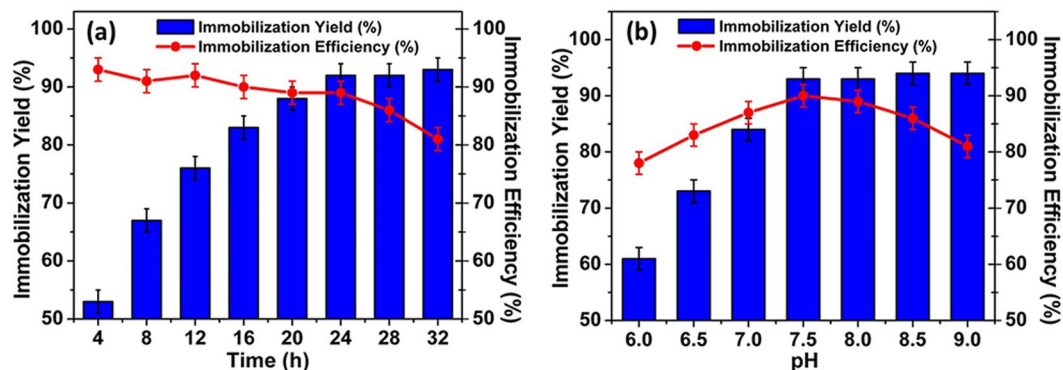 (a)
Immobilization Yield (%)
Immobilization Efficiency (%)
100
90
80
70
60
50
Immobilization Yield (%)
4 8 12 16 20 24 28 32
Time (h)
100
90
80
70
60
50
Immobilization Efficiency (%)
(b)
Immobilization Yield (%)
Immobilization Efficiency (%)
100
90
80
70
60
50
Immobilization Yield (%)
6.0 6.5 7.0 7.5 8.0 8.5 9.0
pH
100
90
80
70
60
50
Immobilization Efficiency (%)